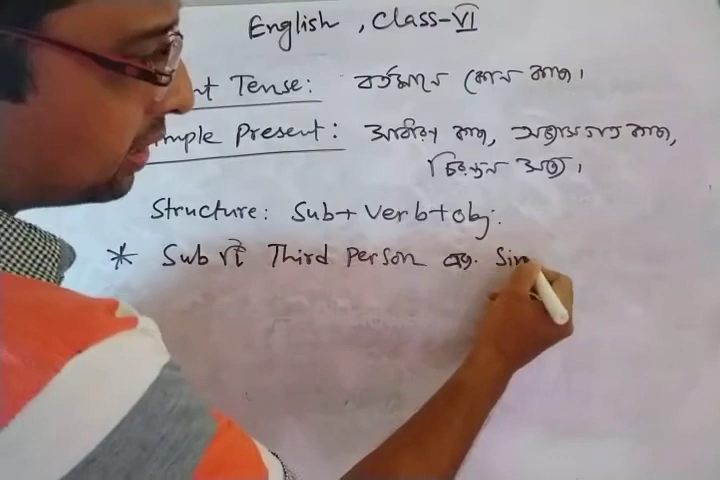 English, Class-VI
nt Tense: বর্তমানে কোন কাজ।
mple Present: সাধারণ কাজ, অভ্যাসগত কাজ,
চিরন্তন সত্য।
Structure: Sub+ Verb+obj.
* Sub টি Third Person এবং Sin